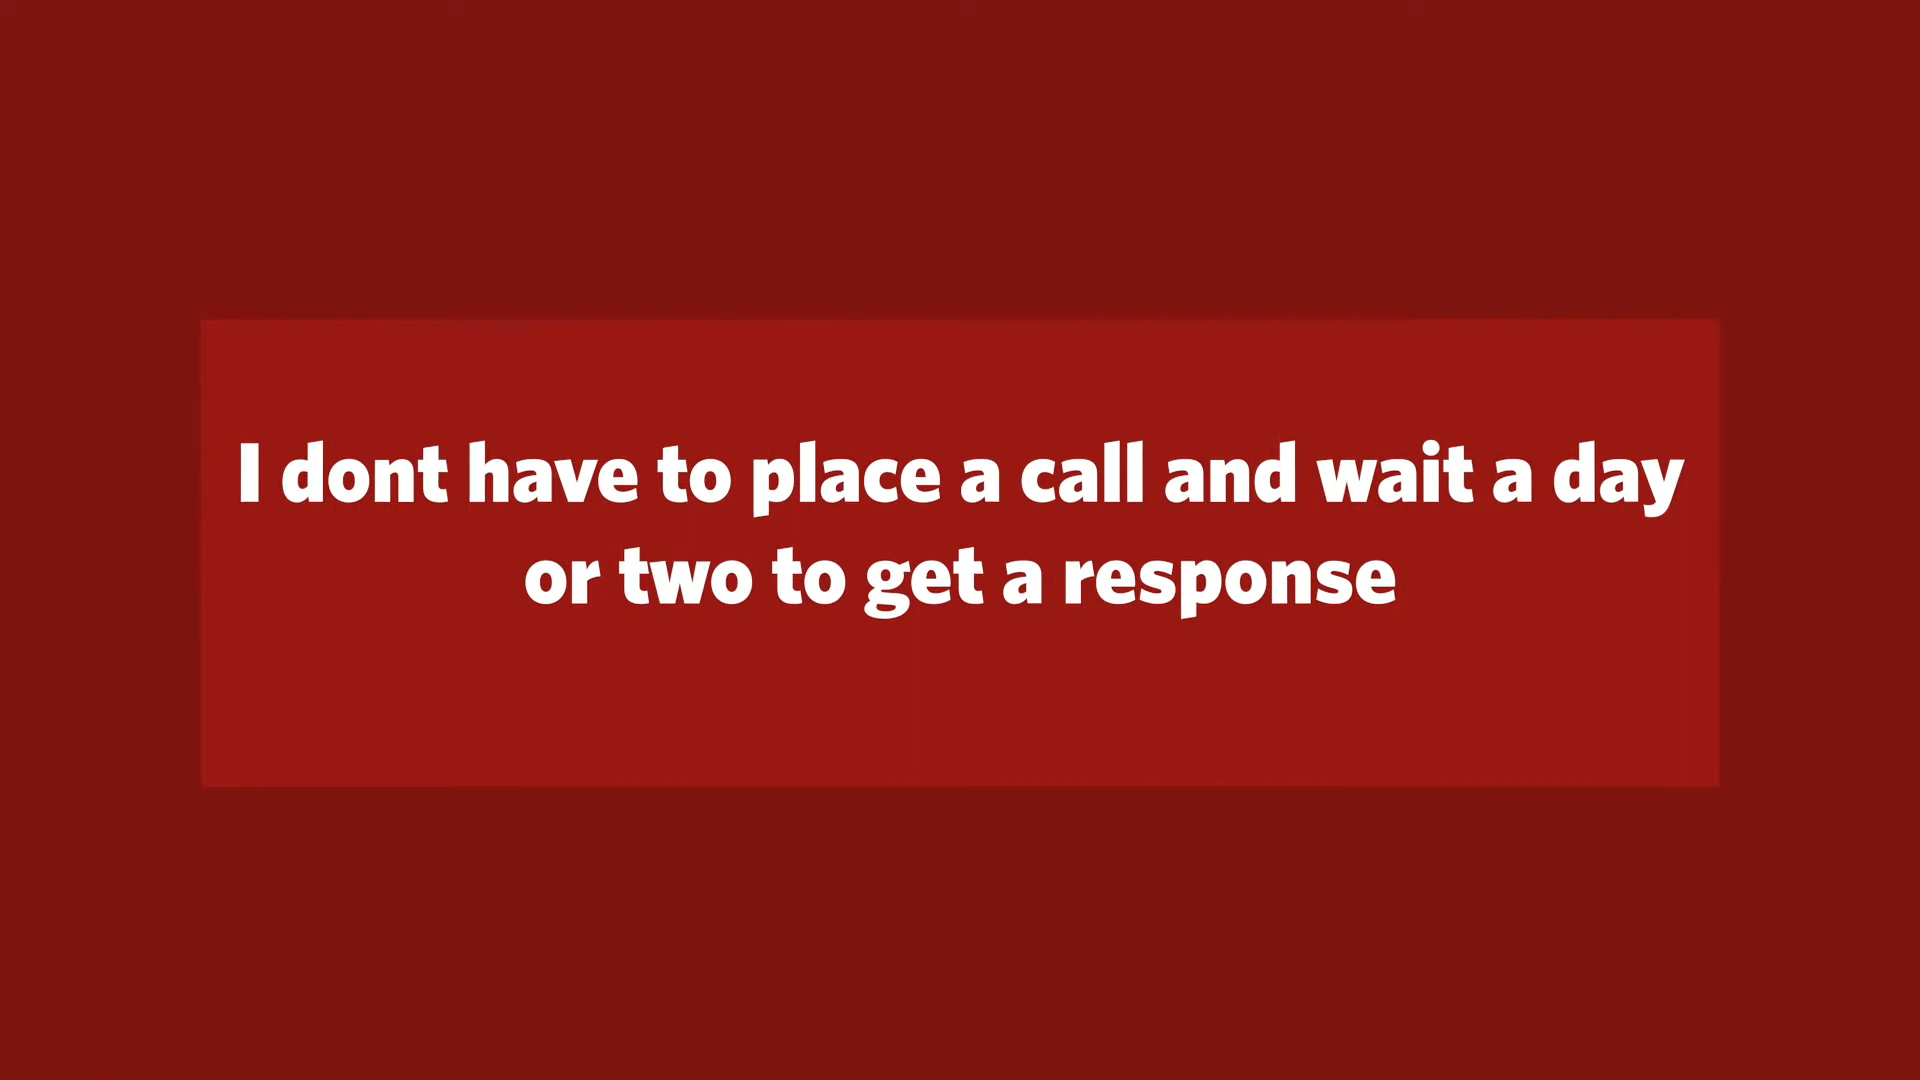 I dont have to place a call and wait a day
or two to get a response